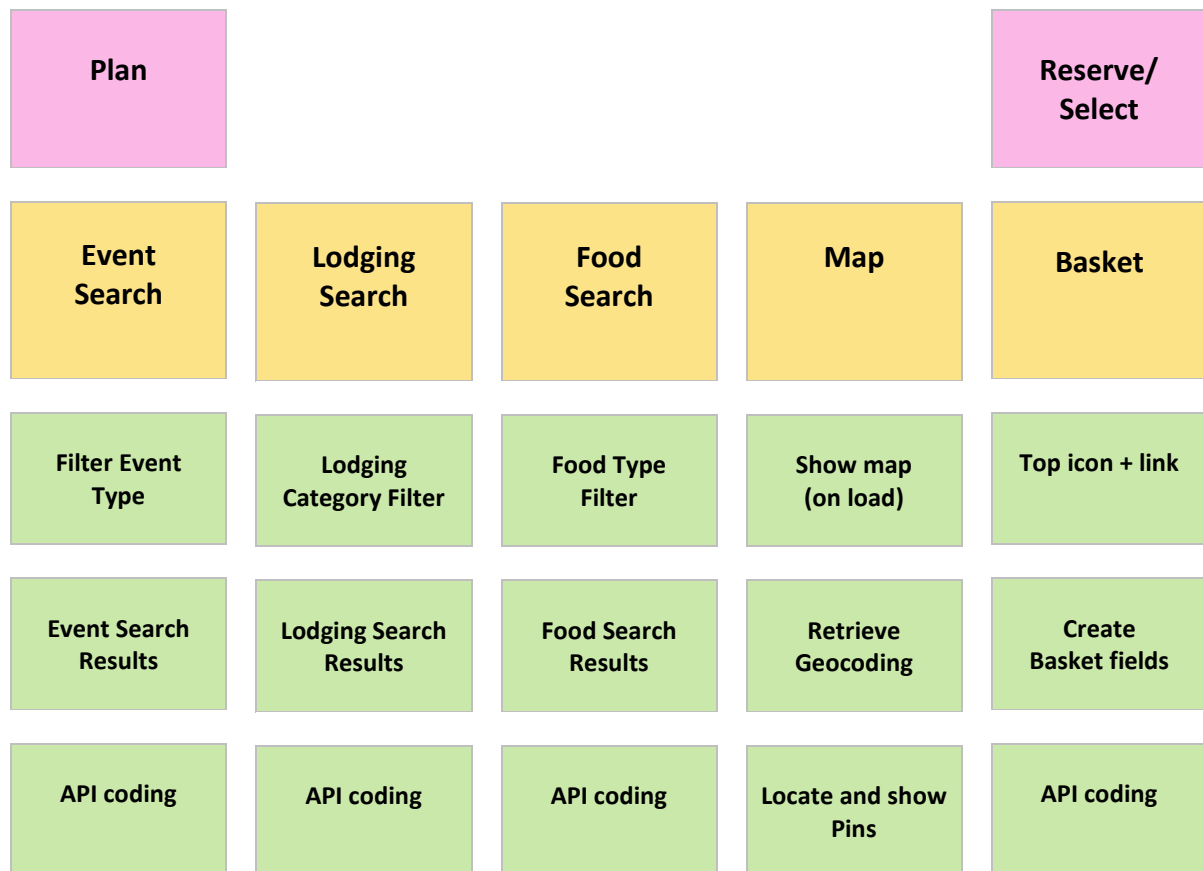 Plan
Reserve/
Select
Event
Search
Lodging
Search
Food
Search
Map
Basket
Filter Event
Type
Lodging
Category Filter
Food Type
Filter
Show map
(on load)
Top icon + link
Event Search
Results
Lodging Search
Results
Food Search
Results
Retrieve
Geocoding
Create
Basket fields
API coding
API coding
API coding
Locate and show
Pins
API coding